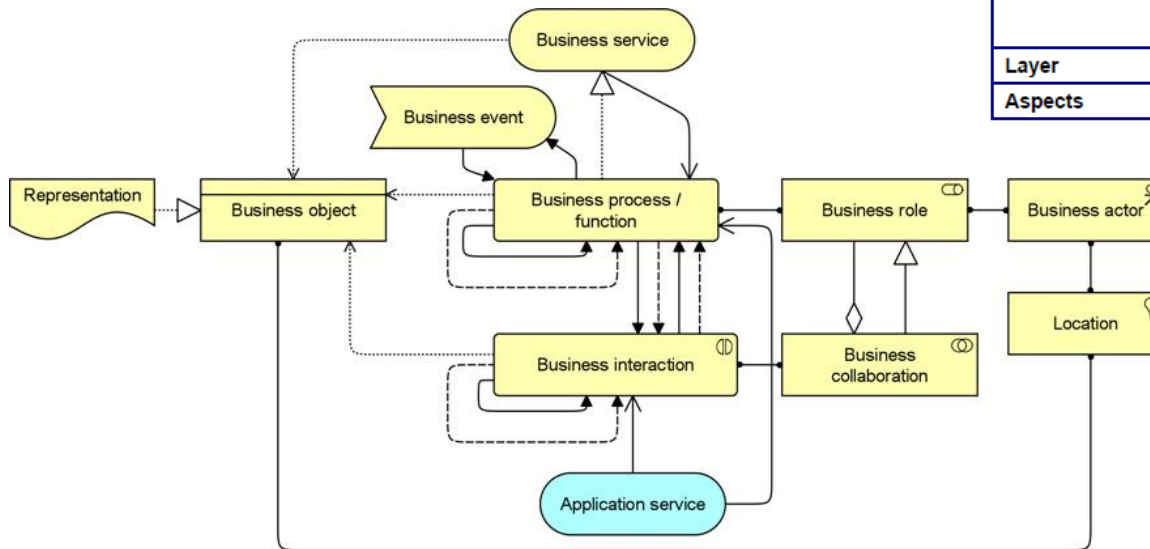 Business service
Layer
Aspects
Business event
Representation
Business object
Business process /
function
Business role
Business actor
Location
Business interaction
Business
collaboration
Application service